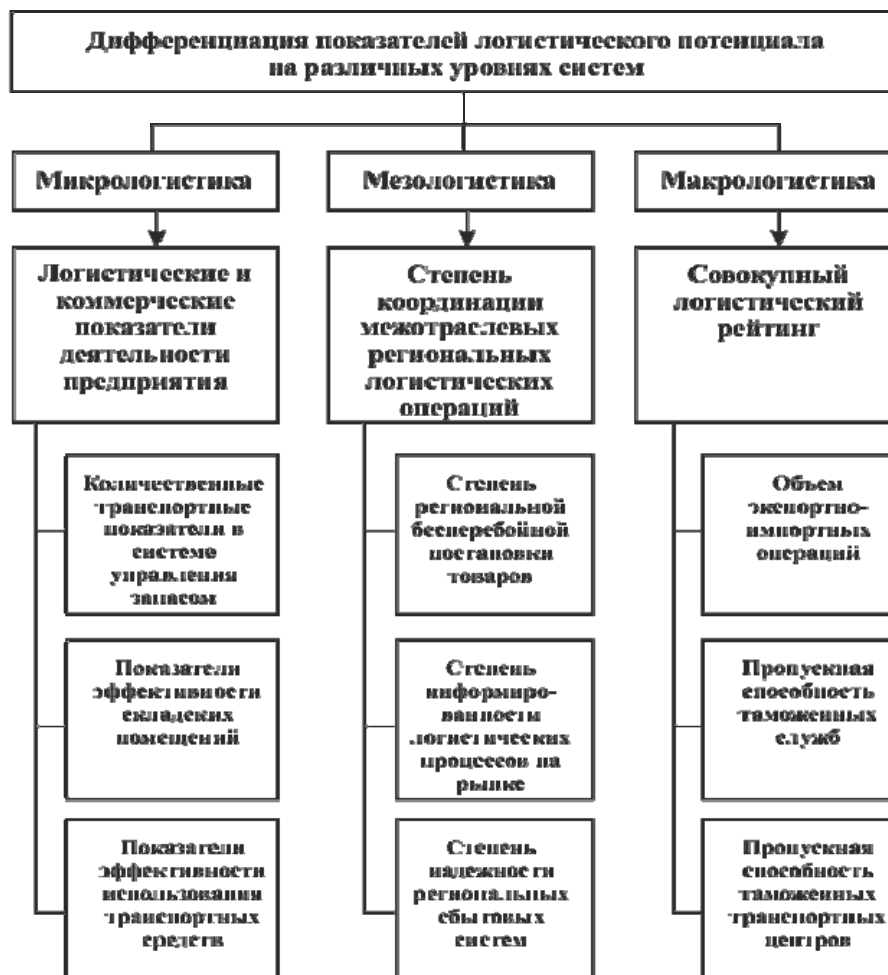 Дифференциация показателей логистического потенциала
на различных уровнях систем
Микрологистика
Мезологистика
Макрологистика
Логистические и
коммерческие
показатели
деятельности
предприятия
Степень
координации
межотраслевых
региональных
логистических
операций
Совокупный
логистический
рейтинг
Количественные
транспортные
показатели в
системе
управления
запасом
Степень
региональной
бесперебойной
постановки
товаров
Объем
экспортно-
импортных
операций
Показатели
эффективности
складских
помещений
Степень
информиро-
ванности
логистических
процессов на
рынке
Пропускная
способность
таможенных
служб
Показатели
эффективности
использования
транспортных
средств
Степень
надежности
региональных
сбытовых
систем
Пропускная
способность
таможенных
транспортных
центров